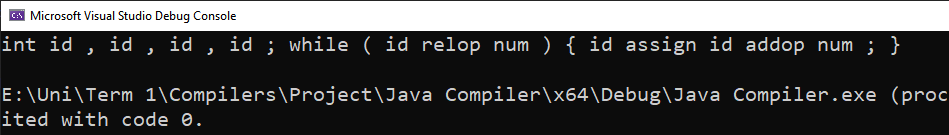 Microsoft Visual Studio Debug Console
int id , id , id , id ; while ( id relop num ) { id assign id addop num ; }
E:\Uni\Term 1\Compilers\Project\Java Compiler\x64\Debug\Java Compiler.exe (proc
ited with code 0.